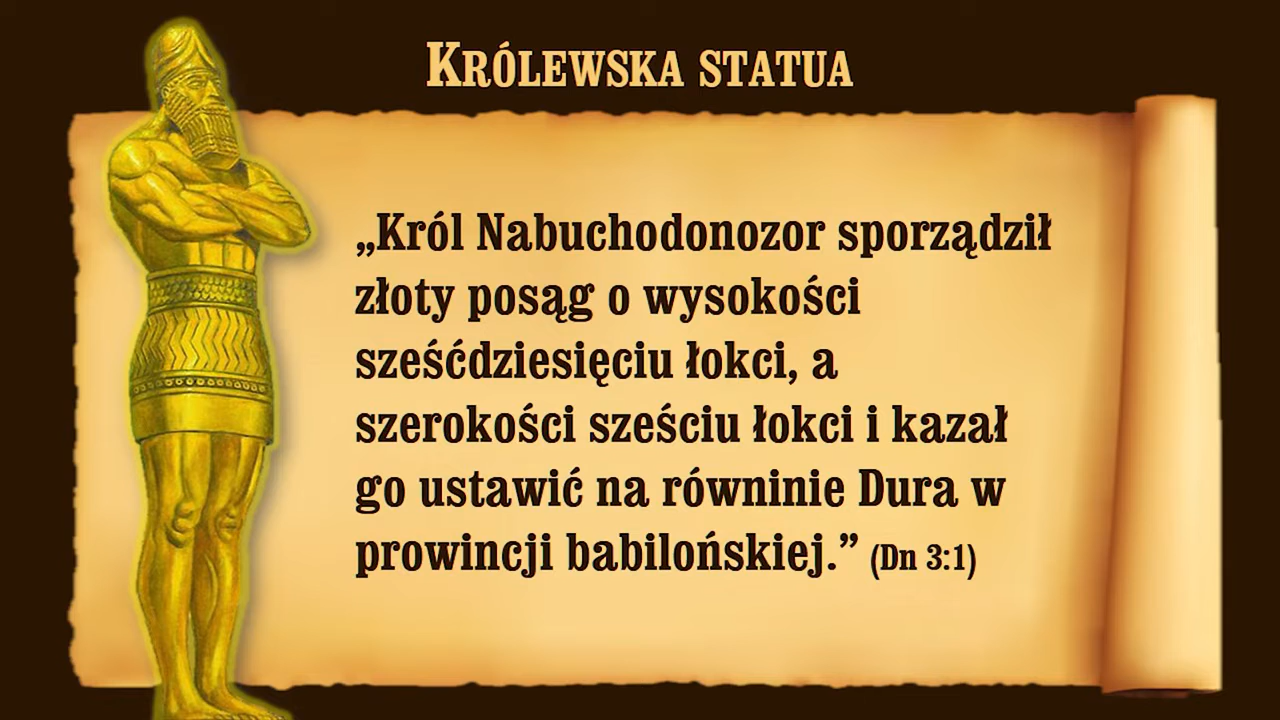 Królewska statua
„Król Nabuchodonozor sporządził
złoty posąg o wysokości
sześćdziesięciu łokci, a
szerokości sześciu łokci i kazał
go ustawić na równinie Dura w
prowincji babilońskiej.” (Dn 3:1)